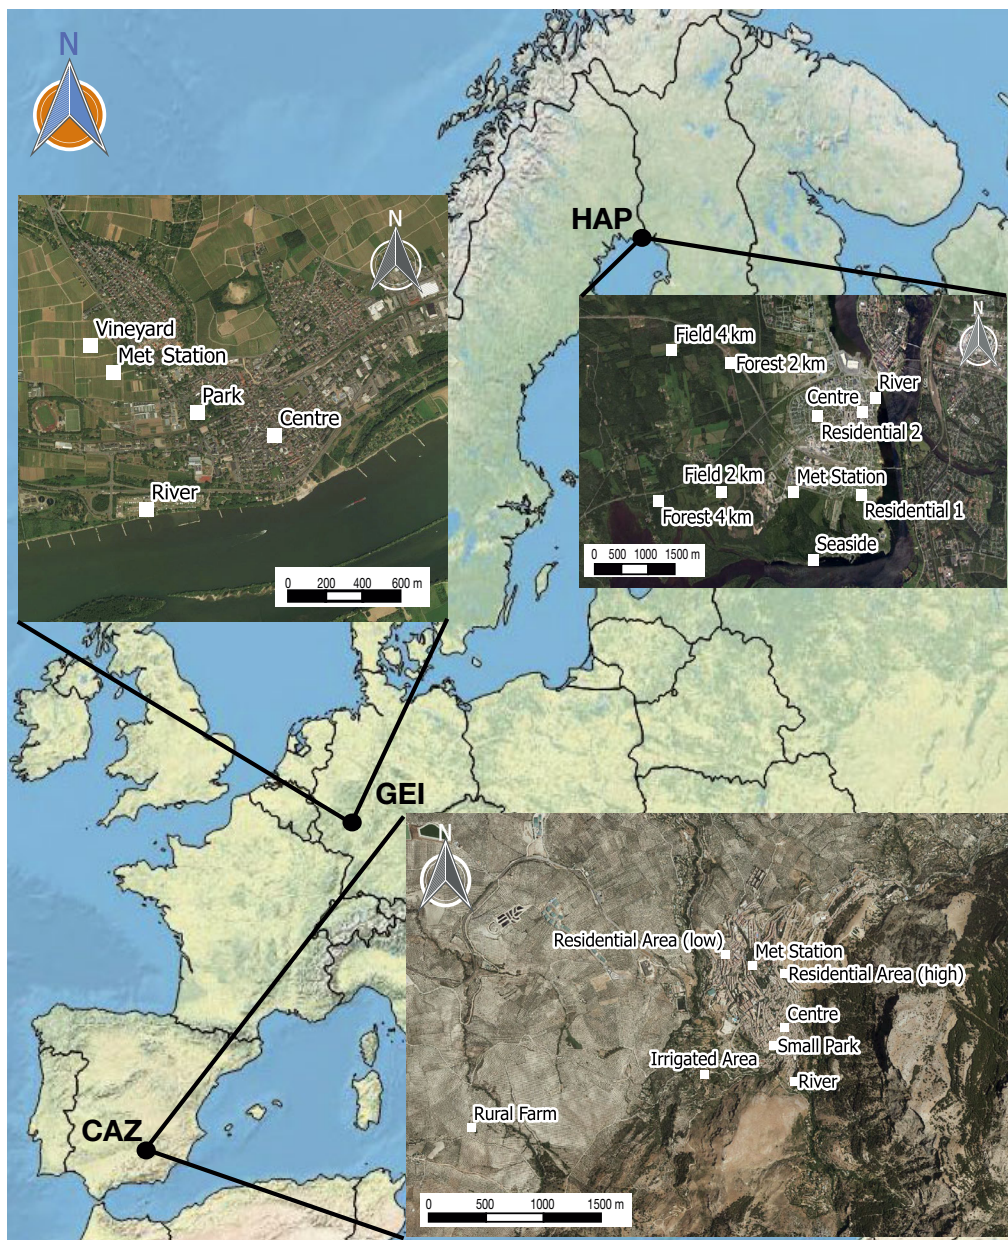 N
HAP
N
Vineyard
Met Station
Park
Centre
River
0 200 400 600 m
N
Field 4 km
Forest 2 km
River
Centre
Residential 2
Field 2 km
Met Station
Forest 4 km
Residential 1
Seaside
0 500 1000 1500 m
GEI
N
Residential Area (low)
Met Station
Residential Area (high)
Centre
Small Park
Irrigated Area
River
Rural Farm
0 500 1000 1500 m
CAZ